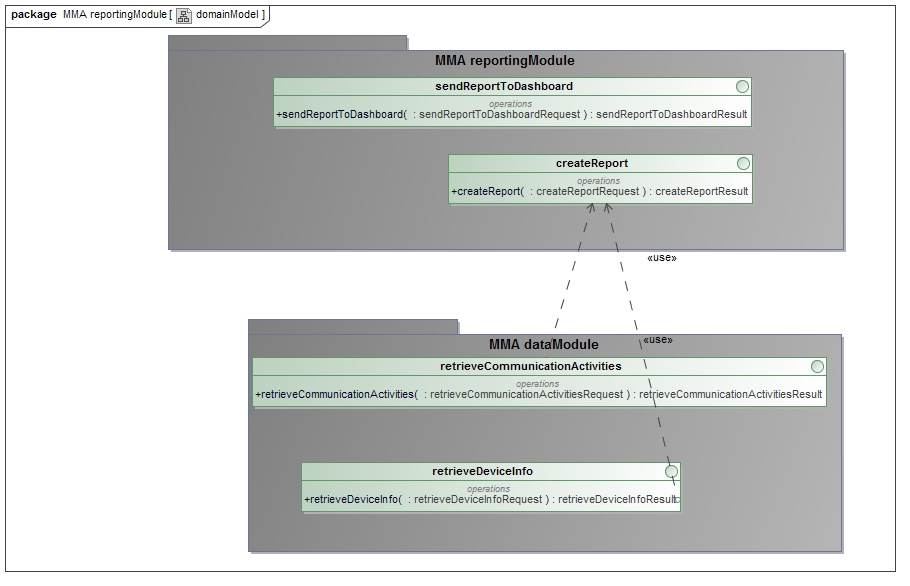 package MMA reportingModule [ domainModel ]
MMA reportingModule
sendReportToDashboard
operations
+sendReportToDashboard( : sendReportToDashboardRequest ) : sendReportToDashboardResult
createReport
operations
+createReport( : createReportRequest ) : createReportResult
«use»
«use»
MMA dataModule
retrieveCommunicationActivities
operations
+retrieveCommunicationActivities( : retrieveCommunicationActivitiesRequest ) : retrieveCommunicationActivitiesResult
retrieveDeviceInfo
operations
+retrieveDeviceInfo( : retrieveDeviceInfoRequest ) : retrieveDeviceInfoResult